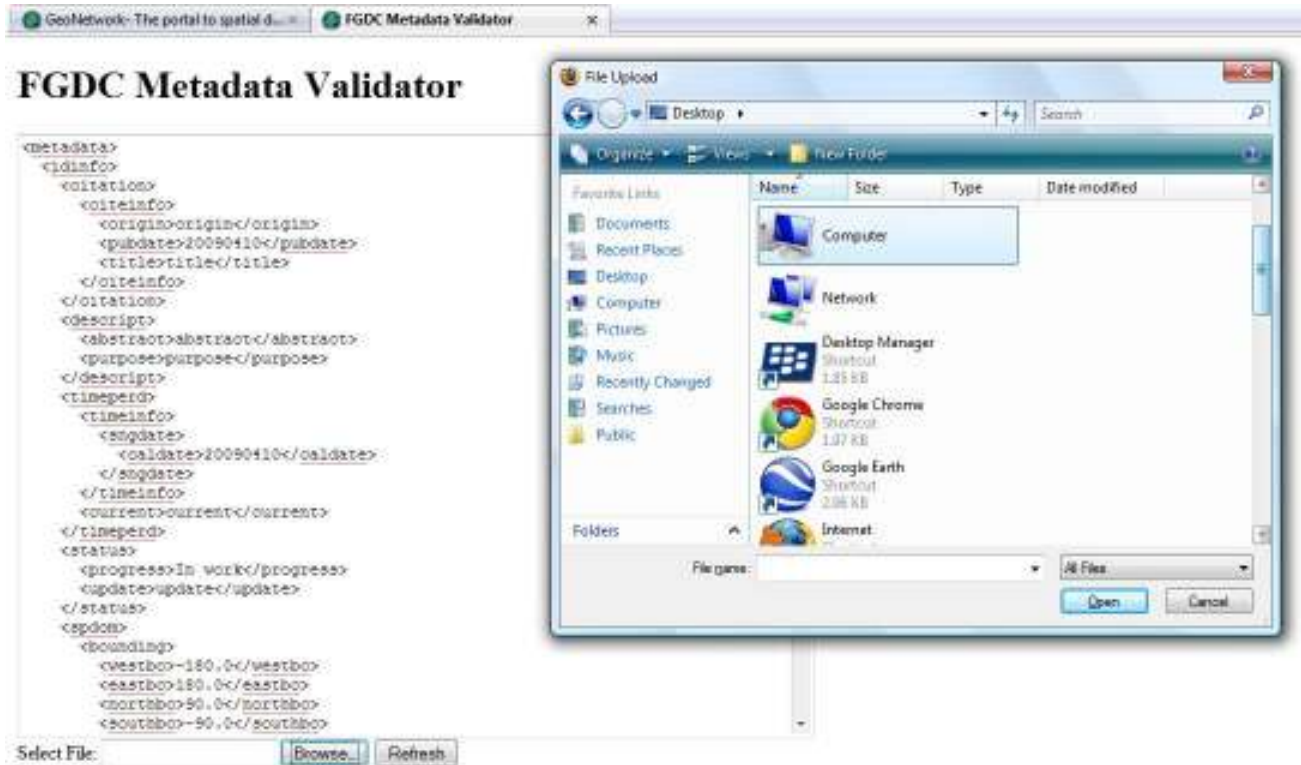 GeoNetwork - The portal to spatial d...
FGDC Metadata Validator
FGDC Metadata Validator
<metadata>
<idinfo>
<citation>
<citeinfo>
<origin>origin</origin>
<pubdate>20090410</pubdate>
<title>title</title>
</citeinfo>
</citation>
<descript>
<abstract>abstract</abstract>
<purpose>purpose</purpose>
</descript>
<timeperd>
<timeinfo>
<sngdate>
<caldate>20090410</caldate>
</sngdate>
</timeinfo>
<current>current</current>
</timeperd>
<status>
<progress>In work</progress>
<update>update</update>
</status>
<spdom>
<bounding>
<westbc>-180.0</westbc>
<eastbc>180.0</eastbc>
<northbc>90.0</northbc>
<southbc>-90.0</southbc>
Select File:
Browse...
Refresh
File Upload
Desktop
Search
Organize
Views
New Folder
Favorite Links
Documents
Recent Places
Desktop
Computer
Pictures
Music
Recently Changed
Searches
Public
Folders
Name Size Type Date modified
Computer
Network
Desktop Manager
Shortcut
1.85 KB
Google Chrome
Shortcut
1.97 KB
Google Earth
Shortcut
Internet
File name:
All Files
Open
Cancel